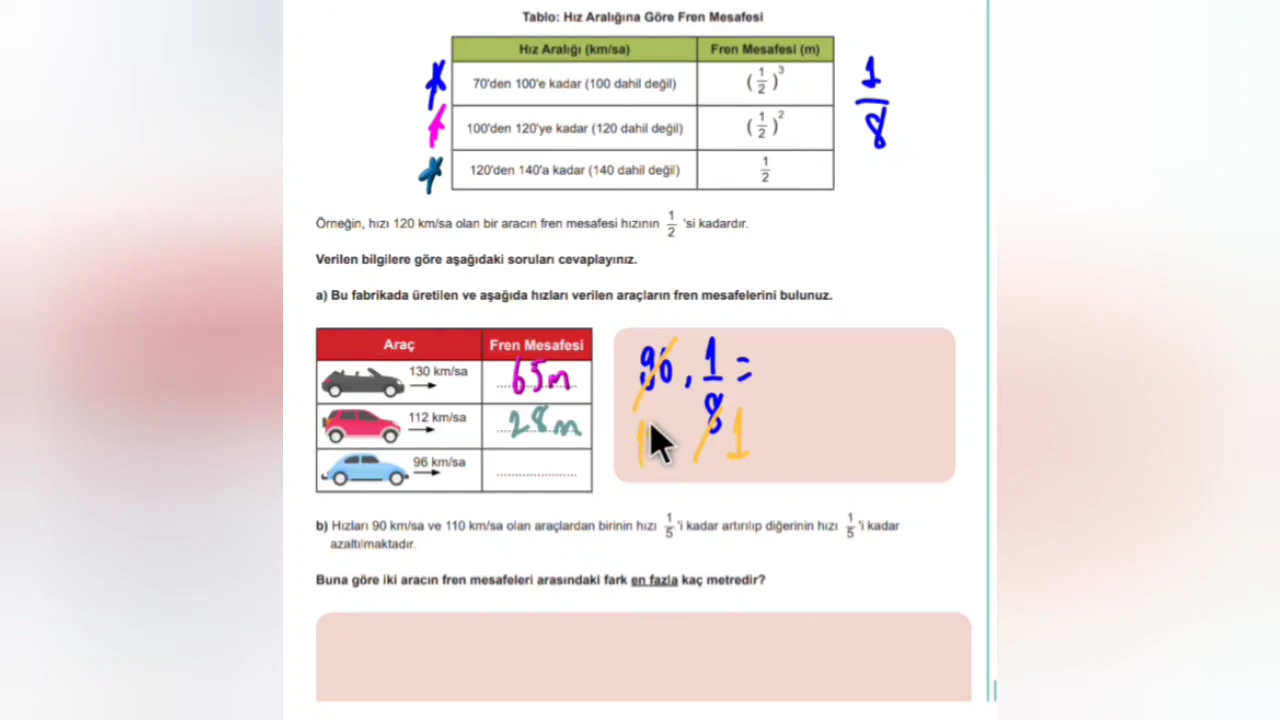 Tablo: Hız Aralığına Göre Fren Mesafesi
Hız Aralığı (km/sa) Fren Mesafesi (m)
70'den 100'e kadar (100 dahil değil) (1/2)³
100'den 120'ye kadar (120 dahil değil) (1/2)²
120'den 140'a kadar (140 dahil değil) 1/2
1/8
Örneğin, hızı 120 km/sa olan bir aracın fren mesafesi hızının 1/2 'si kadardır.
Verilen bilgilere göre aşağıdaki soruları cevaplayınız.
a) Bu fabrikada üretilen ve aşağıda hızları verilen araçların fren mesafelerini bulunuz.
Araç Fren Mesafesi
130 km/sa 65m
112 km/sa 28m
96 km/sa ....................
96 . 1/8 =
1 1
b) Hızları 90 km/sa ve 110 km/sa olan araçlardan birinin hızı 1/5 'i kadar artırılıp diğerinin hızı 1/5 'i kadar
azaltılmaktadır.
Buna göre iki aracın fren mesafeleri arasındaki fark en fazla kaç metredir?